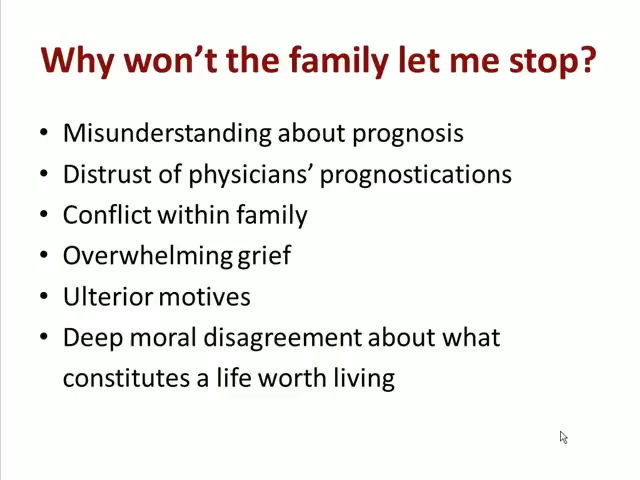 Why won't the family let me stop?
• Misunderstanding about prognosis
• Distrust of physicians' prognostications
• Conflict within family
• Overwhelming grief
• Ulterior motives
• Deep moral disagreement about what
constitutes a life worth living